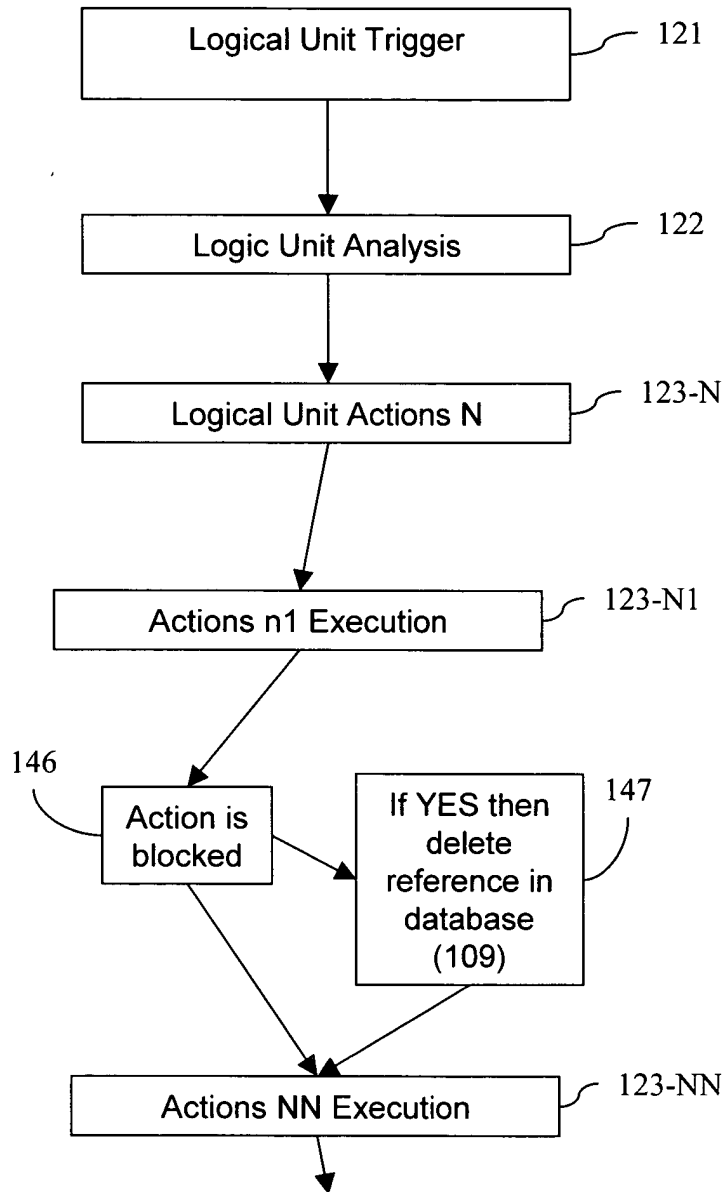 Logical Unit Trigger
121
Logic Unit Analysis
122
Logical Unit Actions N
123-N
Actions n1 Execution
123-N1
146
Action is
blocked
If YES then
delete
reference in
database
(109)
147
Actions NN Execution
123-NN